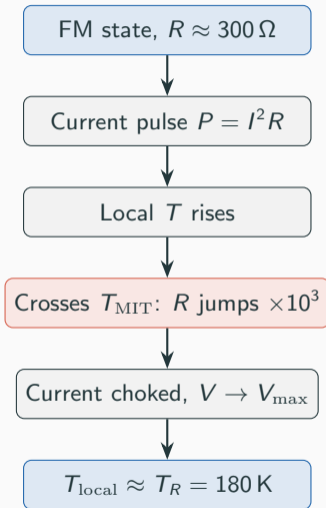 FM state, R ≈ 300 Ω
Current pulse P = I²R
Local T rises
Crosses T_MIT: R jumps ×10³
Current choked, V → V_max
T_local ≈ T_R = 180 K